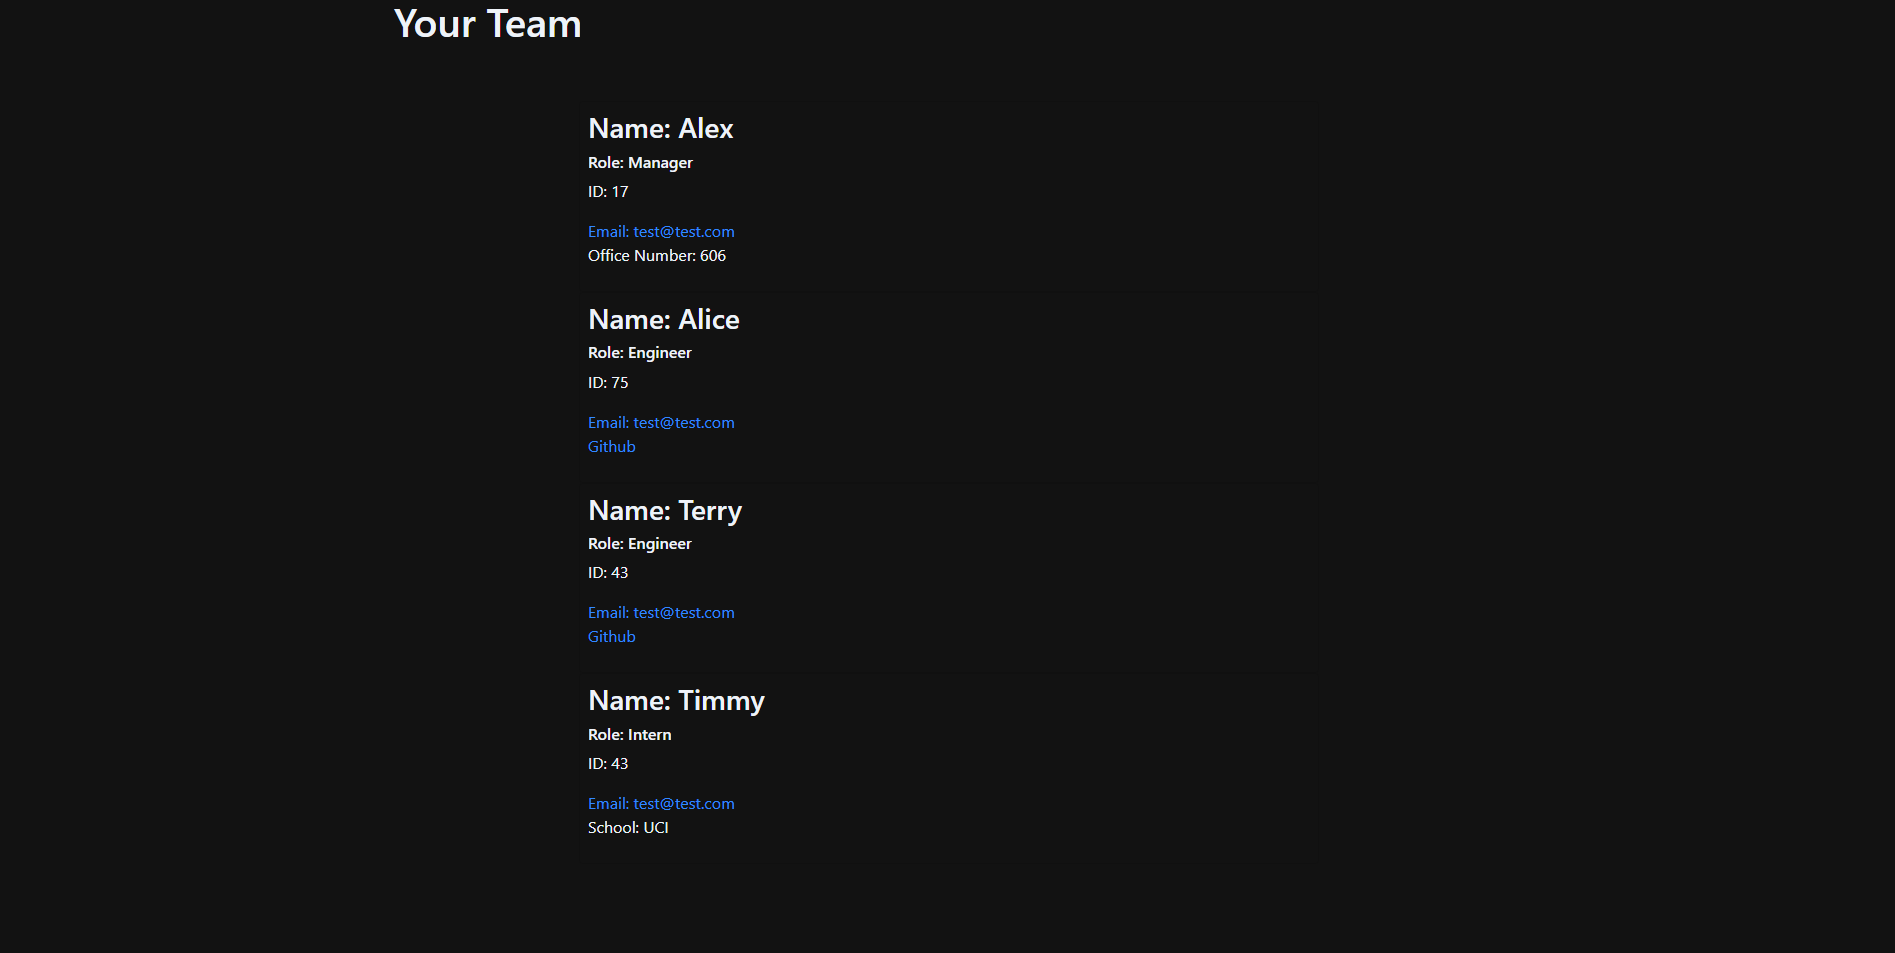 Your Team
Name: Alex
Role: Manager
ID: 17
Email: test@test.com
Office Number: 606
Name: Alice
Role: Engineer
ID: 75
Email: test@test.com
Github
Name: Terry
Role: Engineer
ID: 43
Email: test@test.com
Github
Name: Timmy
Role: Intern
ID: 43
Email: test@test.com
School: UCI